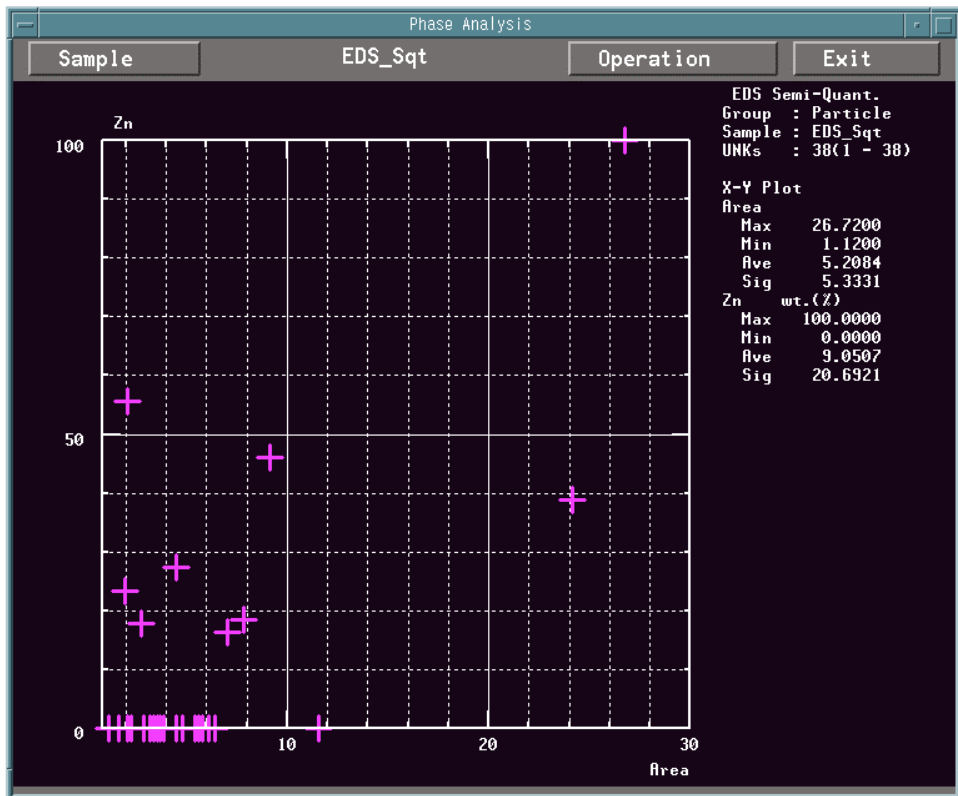 Phase Analysis
Sample EDS_Sqt Operation Exit
EDS Semi-Quant.
Group : Particle
Sample : EDS_Sqt
UNKs : 38(1 - 38)
X-Y Plot
Area
Max 26.7200
Min 1.1200
Ave 5.2084
Sig 5.3331
Zn wt.(%)
Max 100.0000
Min 0.0000
Ave 9.0507
Sig 20.6921
Zn
100
50
0
10 20 30
Area